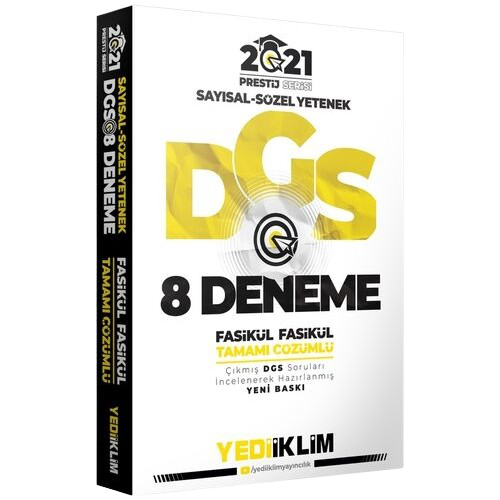 2021
PRESTİJ SERİSİ
SAYISAL-SÖZEL YETENEK
DGS
8 DENEME
FASİKÜL FASİKÜL
TAMAMI ÇÖZÜMLÜ
Çıkmış DGS Soruları
İncelenerek Hazırlanmış
YENİ BASKI
YEDİİKLİM
/yediiklimyayıncılık
2021
PRESTİJ SERİSİ
SAYISAL-SÖZEL YETENEK
DGS 8 DENEME
FASİKÜL FASİKÜL
TAMAMI ÇÖZÜMLÜ
YEDİİKLİM